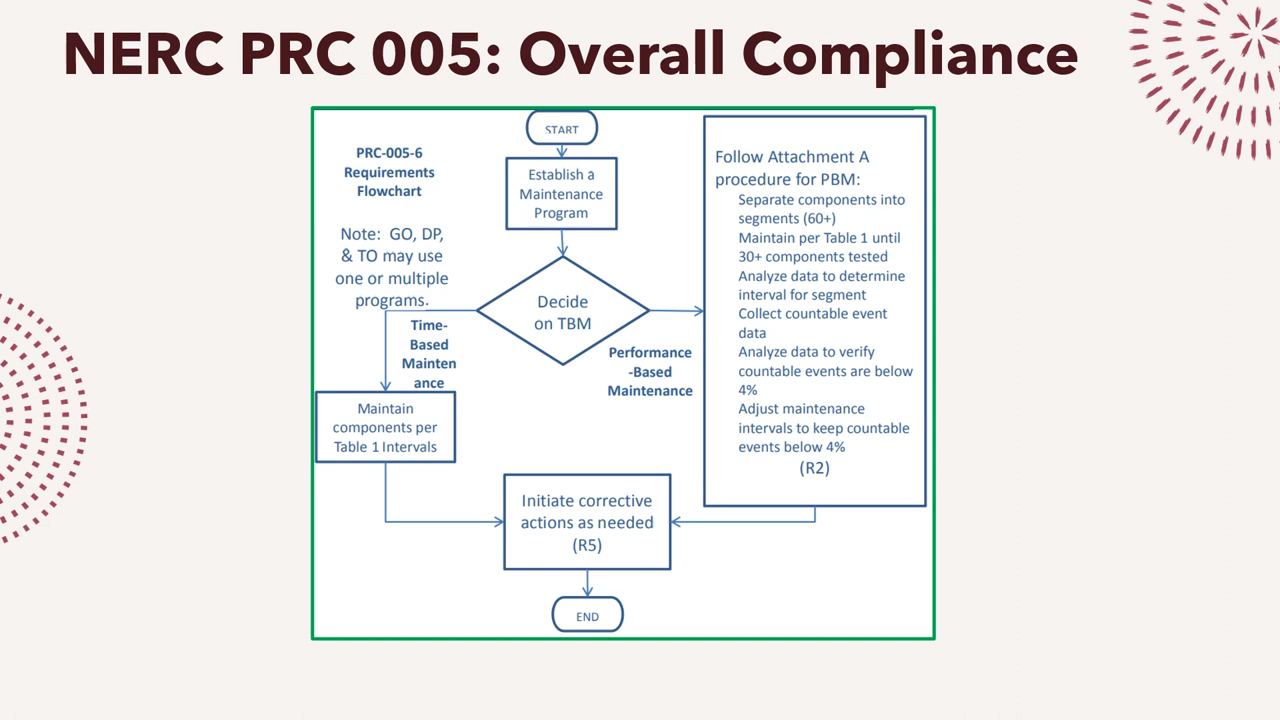 NERC PRC 005: Overall Compliance
PRC-005-6
Requirements
Flowchart
Note: GO, DP,
& TO may use
one or multiple
programs.
START
Establish a
Maintenance
Program
Decide
on TBM
Time-
Based
Mainten
ance
Performance
-Based
Maintenance
Maintain
components per
Table 1 Intervals
Follow Attachment A
procedure for PBM:
Separate components into
segments (60+)
Maintain per Table 1 until
30+ components tested
Analyze data to determine
interval for segment
Collect countable event
data
Analyze data to verify
countable events are below
4%
Adjust maintenance
intervals to keep countable
events below 4%
(R2)
Initiate corrective
actions as needed
(R5)
END